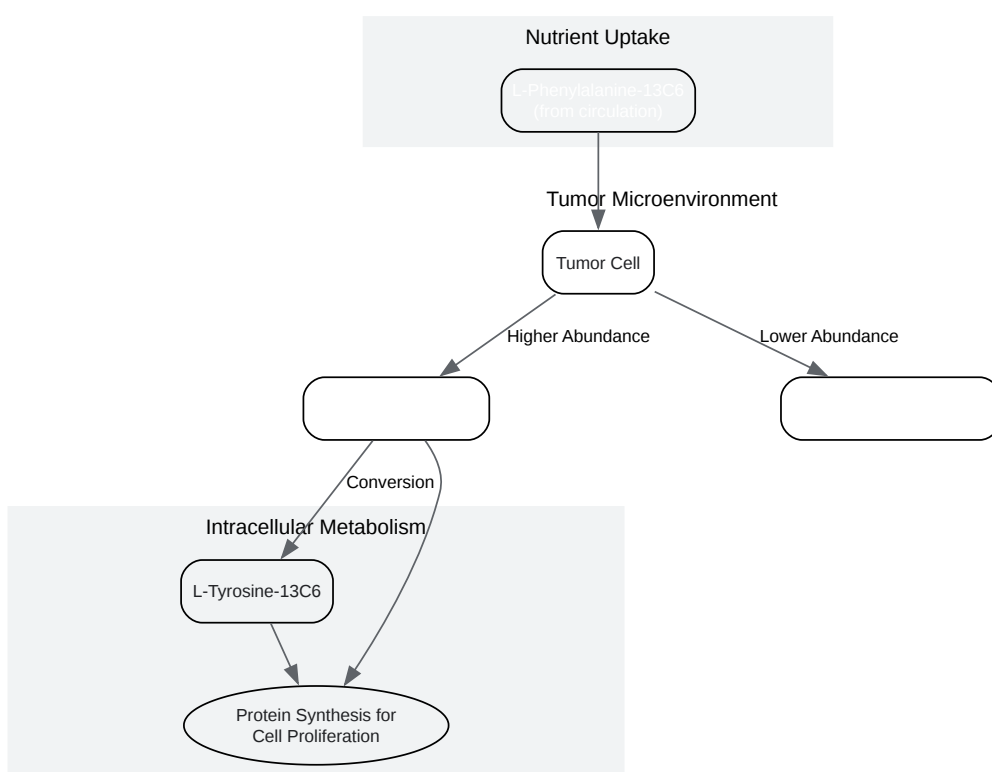 Nutrient Uptake
L-Phenylalanine-13C6
(from circulation)
Tumor Microenvironment
Tumor Cell
Higher Abundance
Lower Abundance
Conversion
Intracellular Metabolism
L-Tyrosine-13C6
Protein Synthesis for
Cell Proliferation